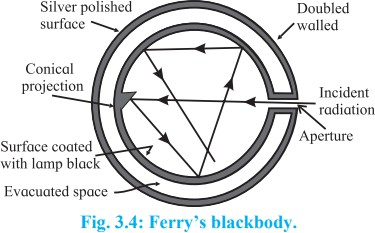 Silver polished
surface
Doubled
walled
Conical
projection
Incident
radiation
Aperture
Surface coated
with lamp black
Evacuated space
Fig. 3.4: Ferry's blackbody.